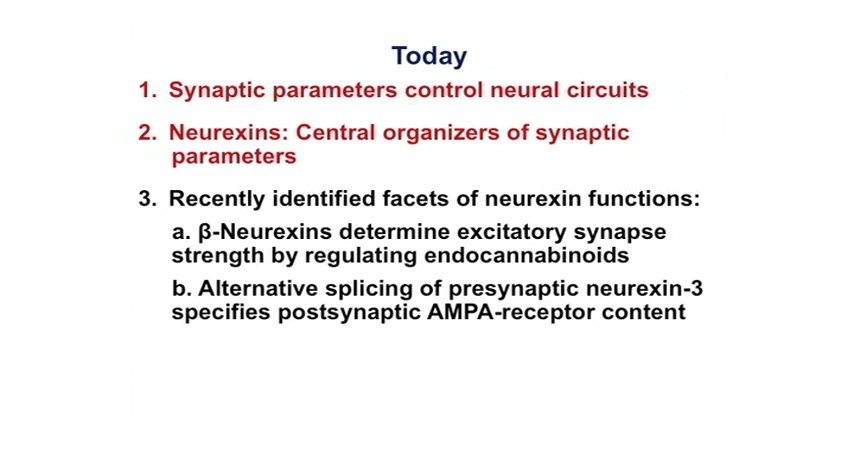 Today
1. Synaptic parameters control neural circuits
2. Neurexins: Central organizers of synaptic
parameters
3. Recently identified facets of neurexin functions:
a. β-Neurexins determine excitatory synapse
strength by regulating endocannabinoids
b. Alternative splicing of presynaptic neurexin-3
specifies postsynaptic AMPA-receptor content